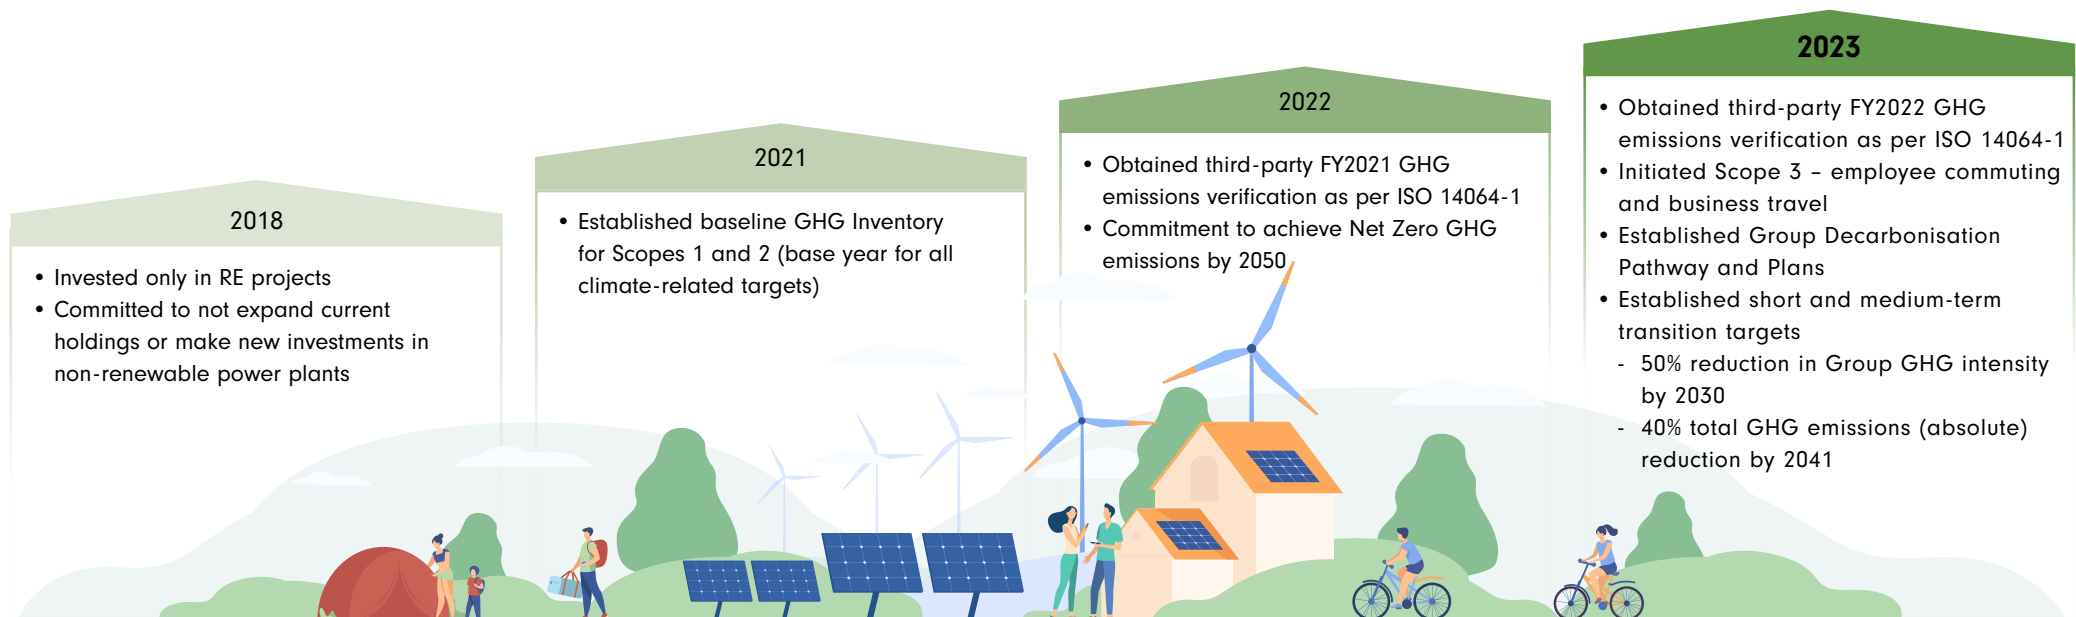 2018
• Invested only in RE projects
• Committed to not expand current
holdings or make new investments in
non-renewable power plants
2021
• Established baseline GHG Inventory
for Scopes 1 and 2 (base year for all
climate-related targets)
2022
• Obtained third-party FY2021 GHG
emissions verification as per ISO 14064-1
• Commitment to achieve Net Zero GHG
emissions by 2050
2023
• Obtained third-party FY2022 GHG
emissions verification as per ISO 14064-1
• Initiated Scope 3 – employee commuting
and business travel
• Established Group Decarbonisation
Pathway and Plans
• Established short and medium-term
transition targets
- 50% reduction in Group GHG intensity
by 2030
- 40% total GHG emissions (absolute)
reduction by 2041